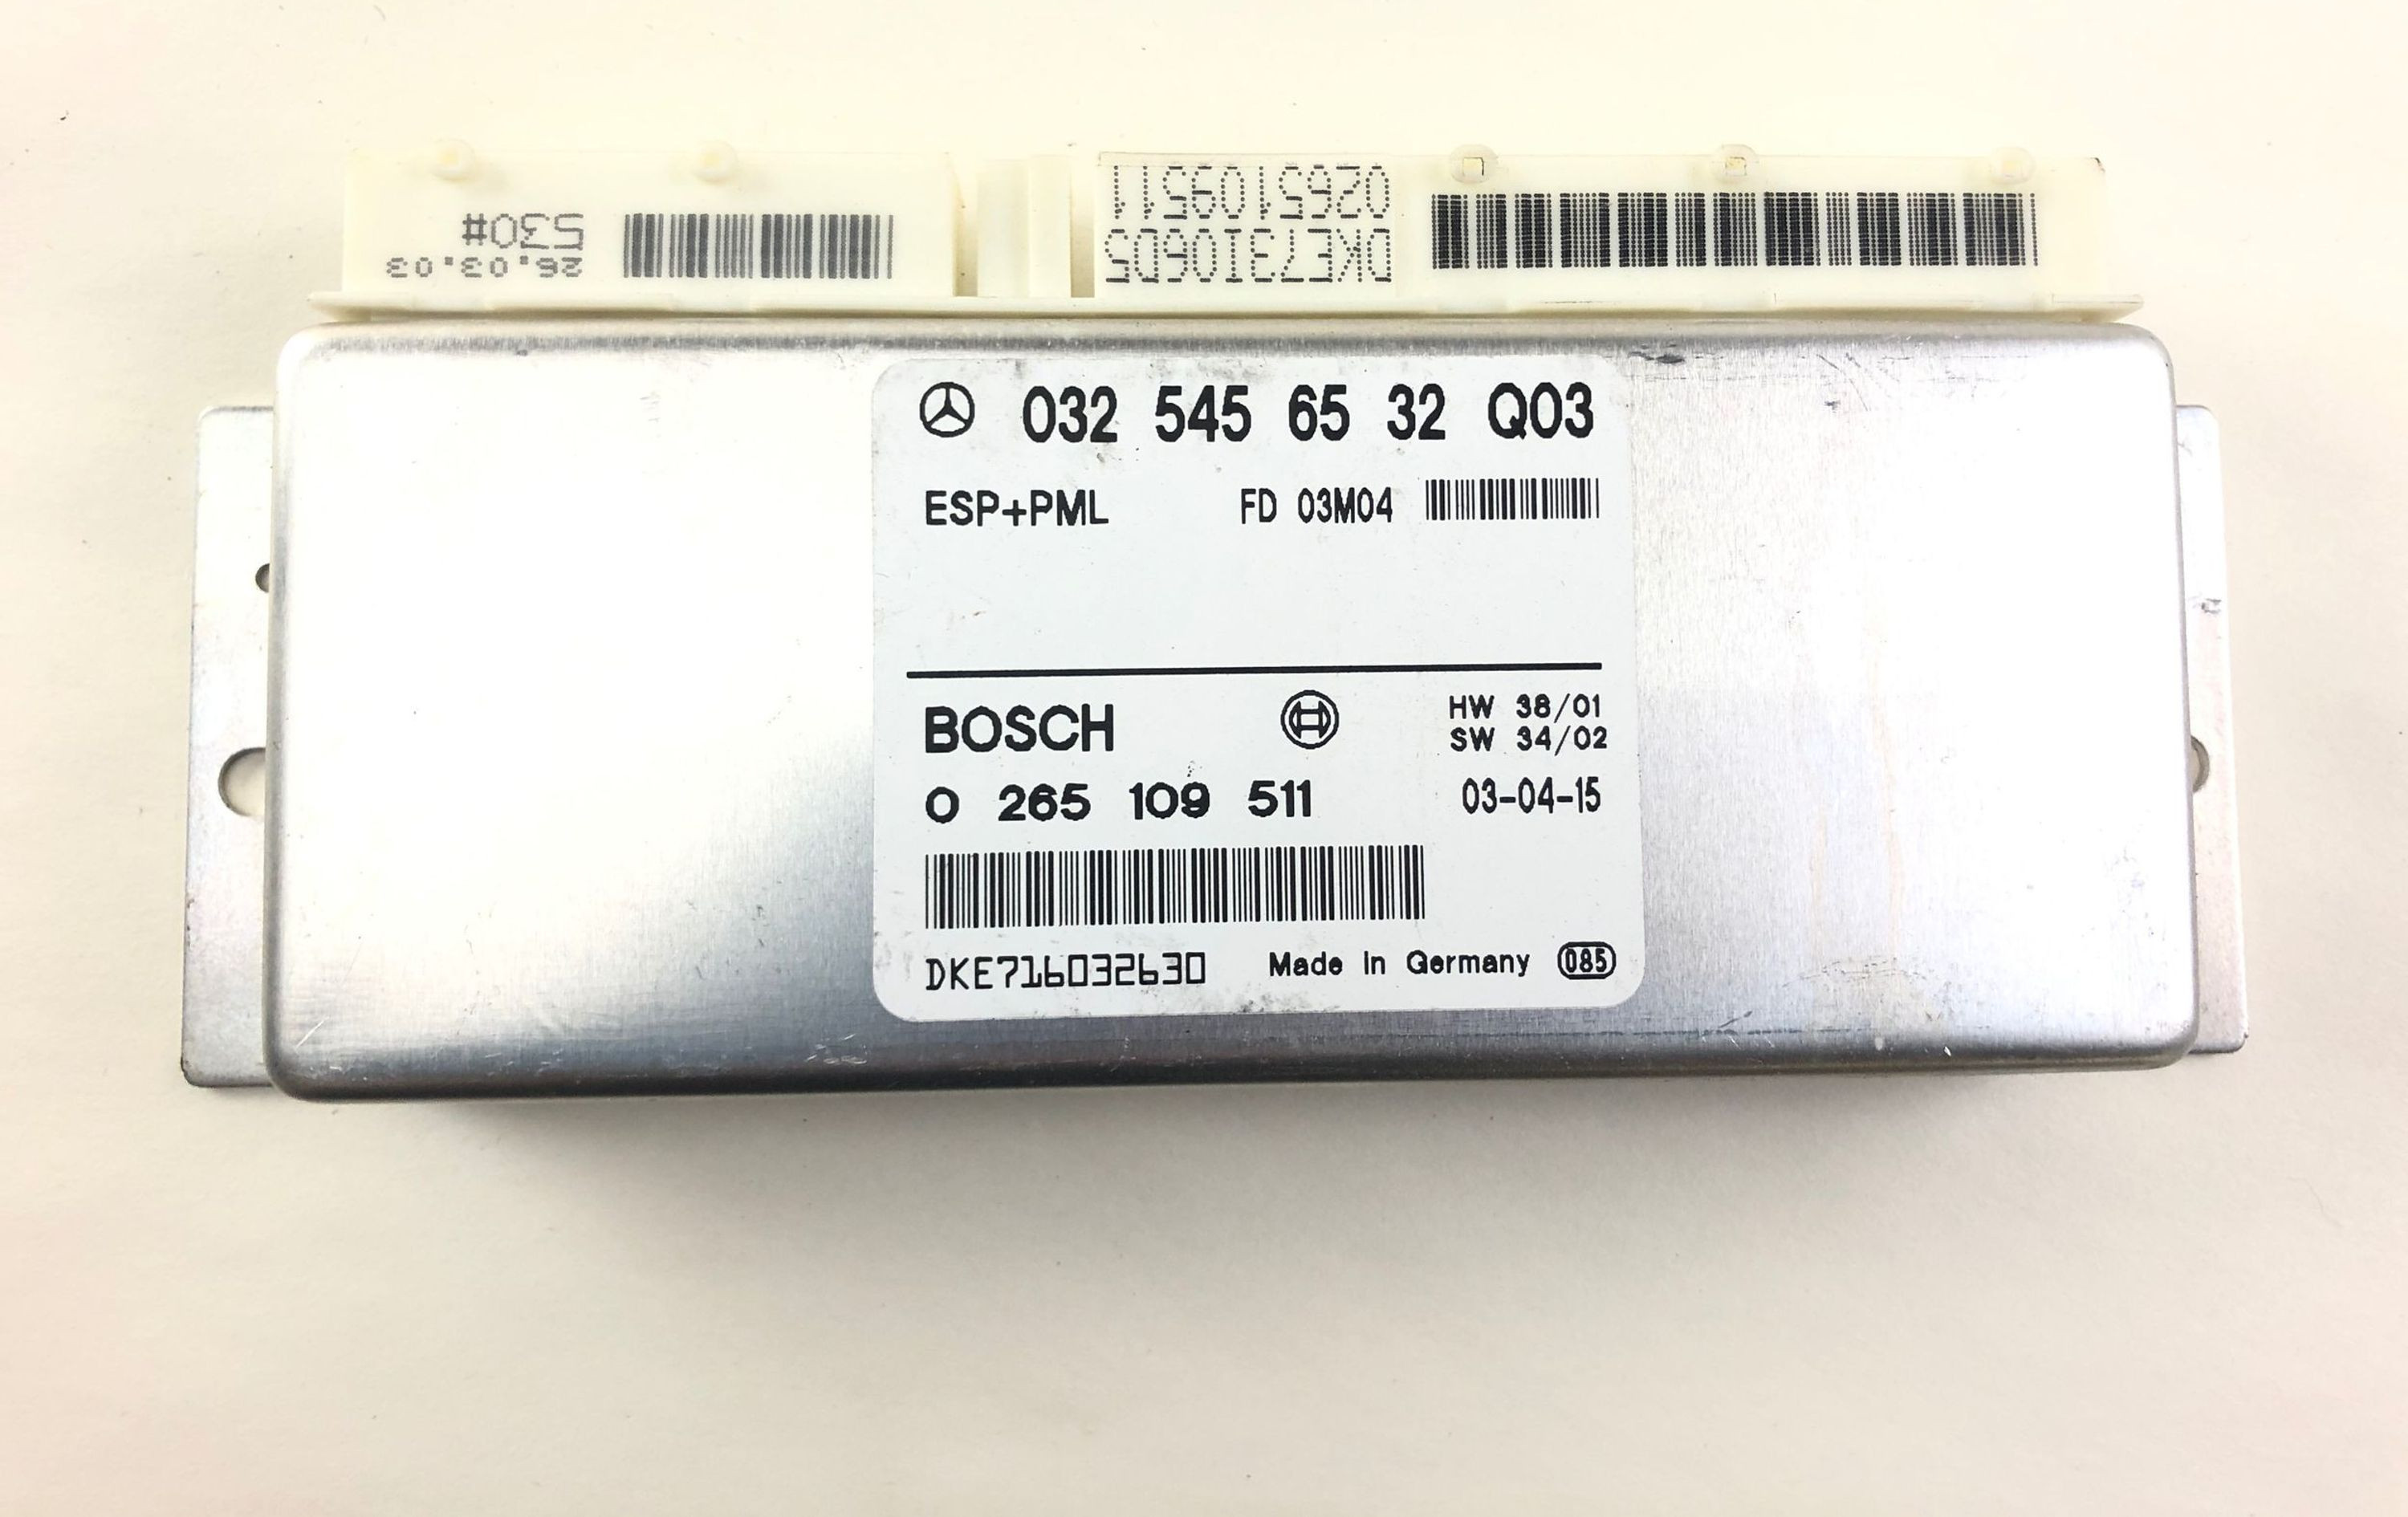 530#
26.03.03
0265109511
DKE73I06D5
032 545 65 32 Q03
ESP+PML FD 03M04
BOSCH HW 38/01
SW 34/02
0 265 109 511 03-04-15
DKE716032630 Made in Germany 085